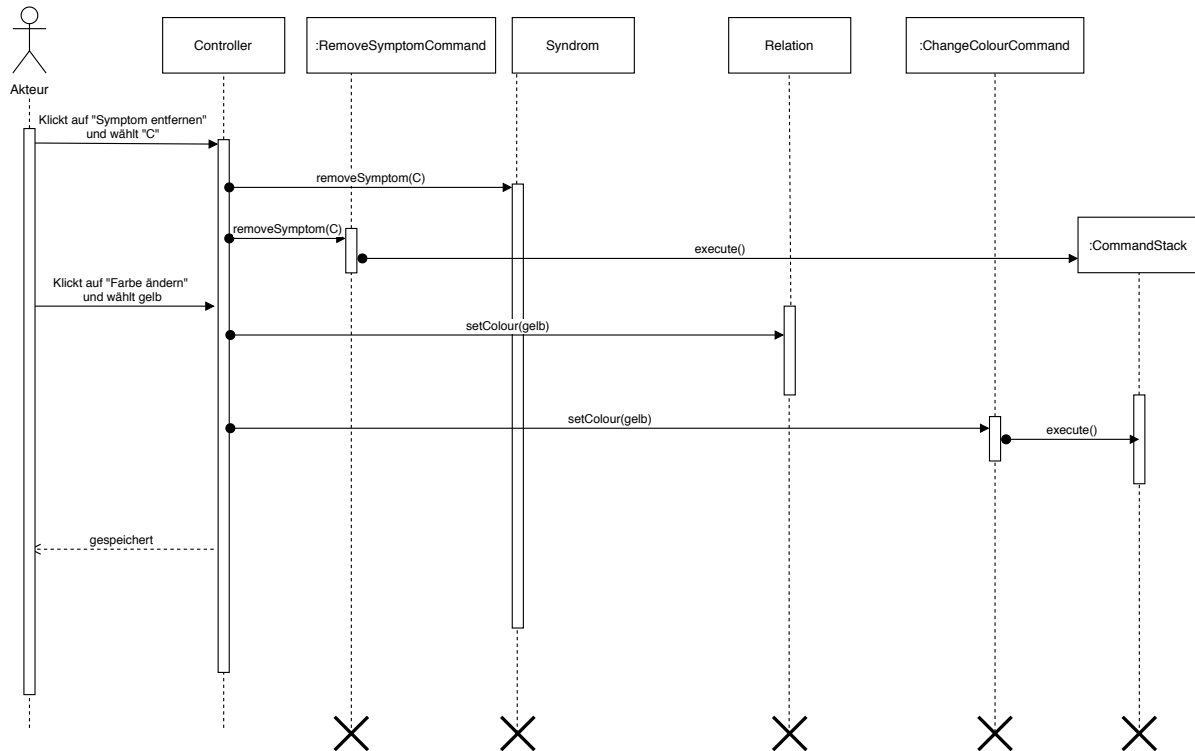 Akteur
Controller
:RemoveSymptomCommand
Syndrom
Relation
:ChangeColourCommand
Klickt auf "Symptom entfernen"
und wählt "C"
removeSymptom(C)
removeSymptom(C)
execute()
:CommandStack
Klickt auf "Farbe ändern"
und wählt gelb
setColour(gelb)
setColour(gelb)
execute()
gespeichert